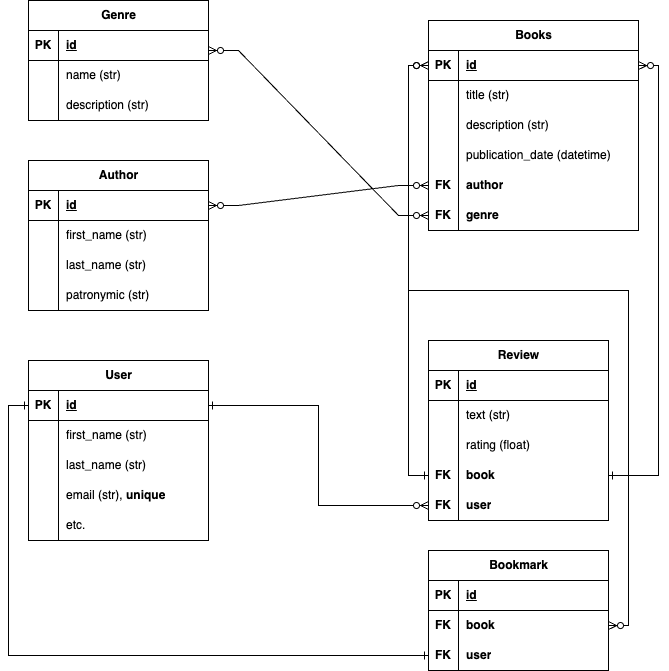 Genre
PK id
name (str)
description (str)
Books
PK id
title (str)
description (str)
publication_date (datetime)
FK author
FK genre
Author
PK id
first_name (str)
last_name (str)
patronymic (str)
User
PK id
first_name (str)
last_name (str)
email (str), unique
etc.
Review
PK id
text (str)
rating (float)
FK book
FK user
Bookmark
PK id
FK book
FK user